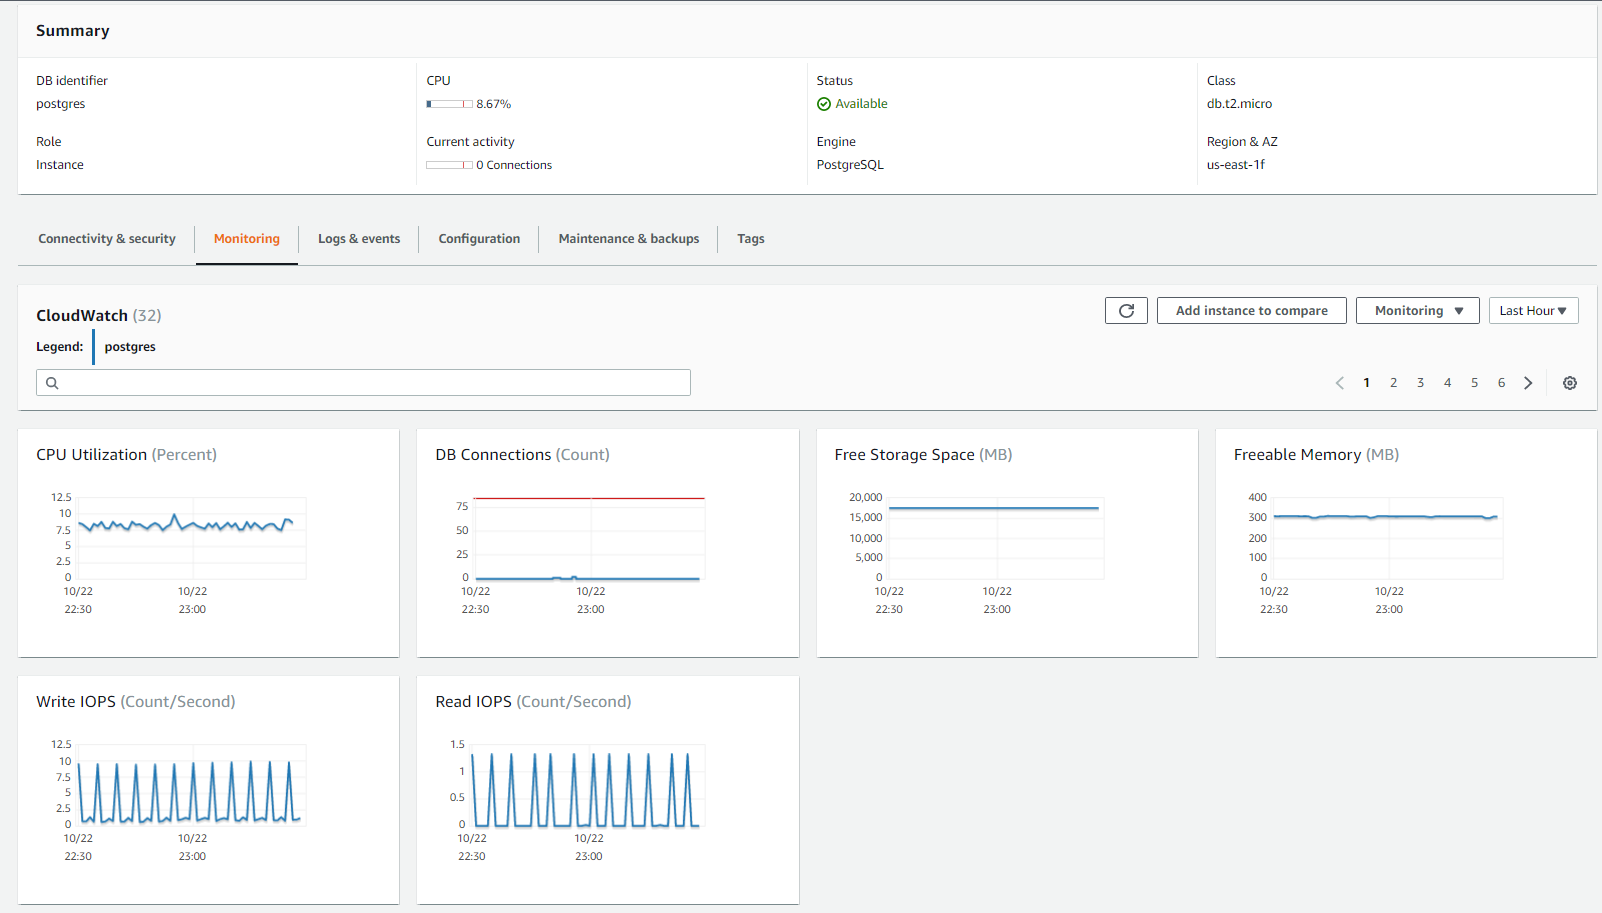 Summary
DB identifier
postgres
CPU
8.67%
Status
Available
Class
db.t2.micro
Role
Instance
Current activity
0 Connections
Engine
PostgreSQL
Region & AZ
us-east-1f
Connectivity & security
Monitoring
Logs & events
Configuration
Maintenance & backups
Tags
CloudWatch (32)
Add instance to compare
Monitoring
Last Hour
Legend:
postgres
1 2 3 4 5 6
CPU Utilization (Percent)
12.5
10
7.5
5
2.5
0
10/22 10/22
22:30 23:00
DB Connections (Count)
75
50
25
0
10/22 10/22
22:30 23:00
Free Storage Space (MB)
20,000
15,000
10,000
5,000
0
10/22 10/22
22:30 23:00
Freeable Memory (MB)
400
300
200
100
0
10/22 10/22
22:30 23:00
Write IOPS (Count/Second)
12.5
10
7.5
5
2.5
0
10/22 10/22
22:30 23:00
Read IOPS (Count/Second)
1.5
1
0.5
0
10/22 10/22
22:30 23:00